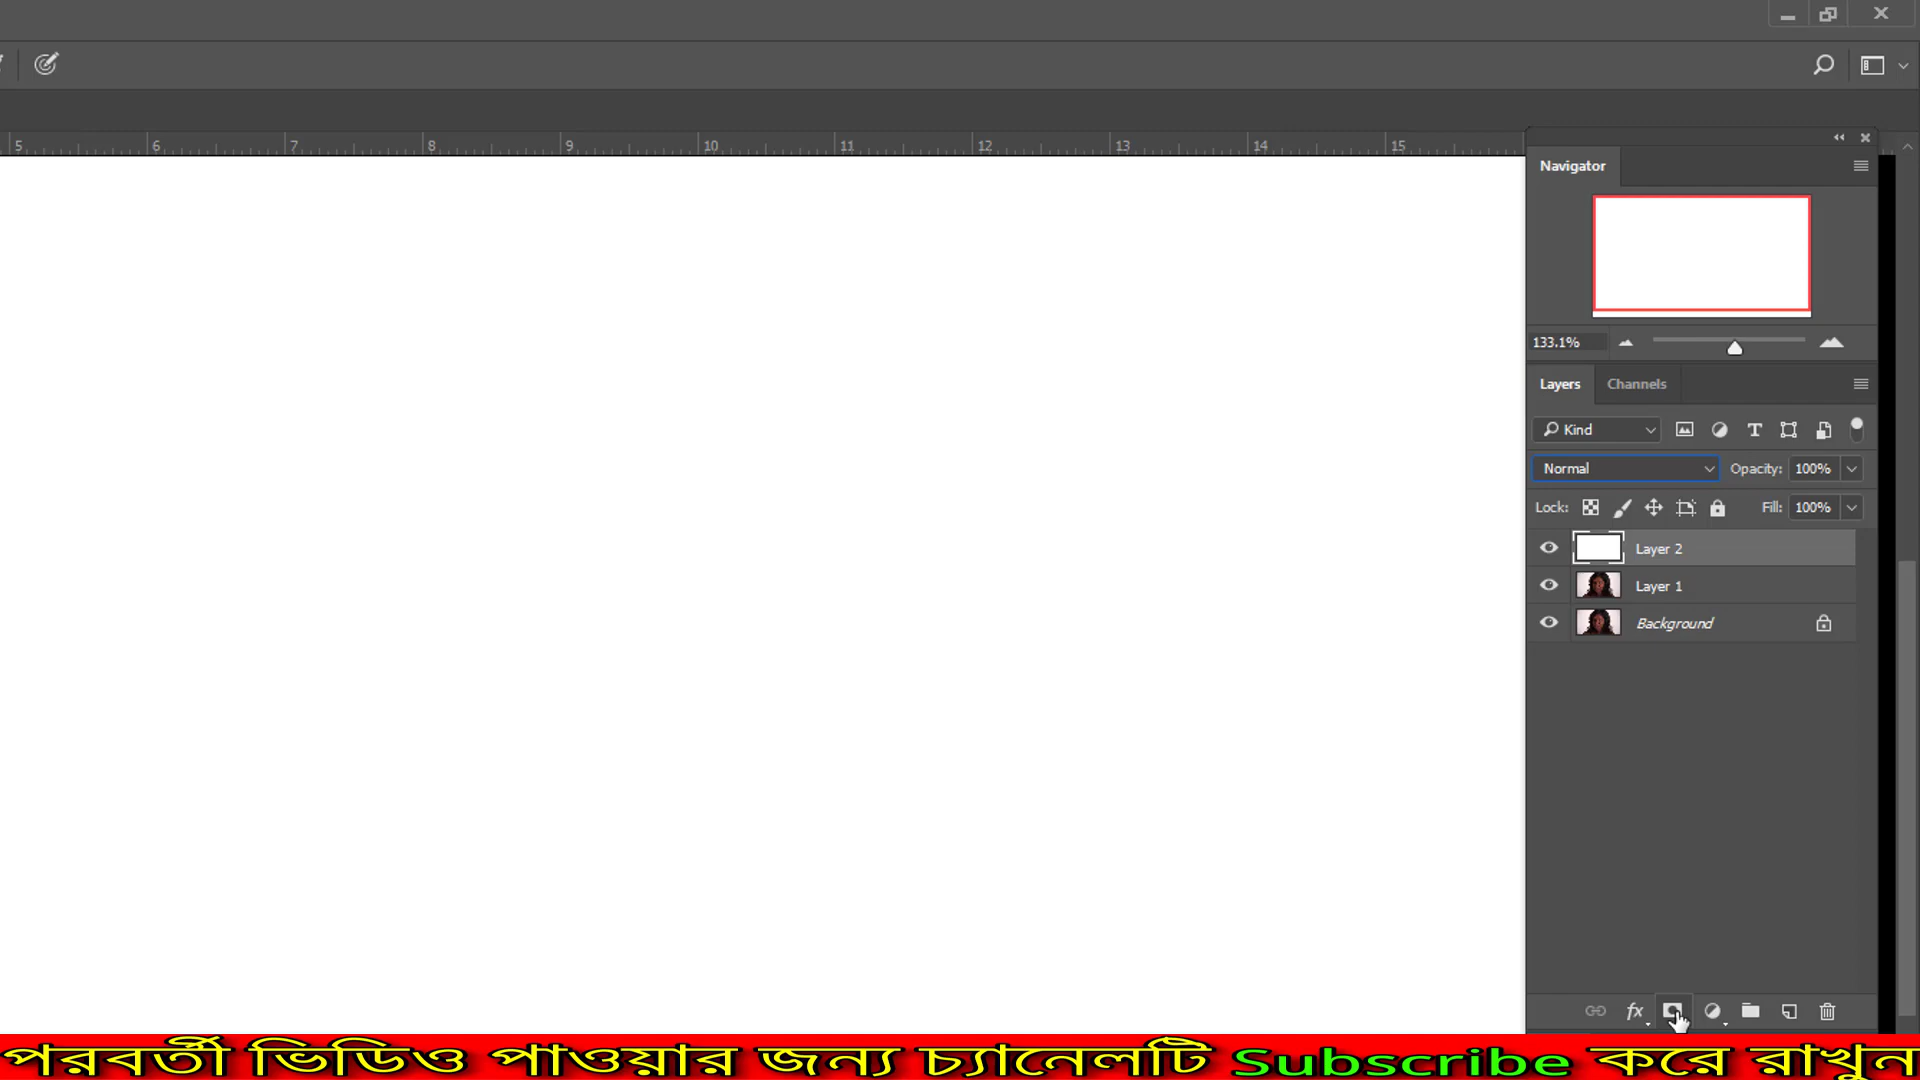 5 6 7 8 9 10 11 12 13 14 15
Navigator
133.1%
Layers Channels
Kind
Normal Opacity: 100%
Lock: Fill: 100%
Layer 2
Layer 1
Background
fx
পরবর্তী ভিডিও পাওয়ার জন্য চ্যানেলটি Subscribe করে রাখুন